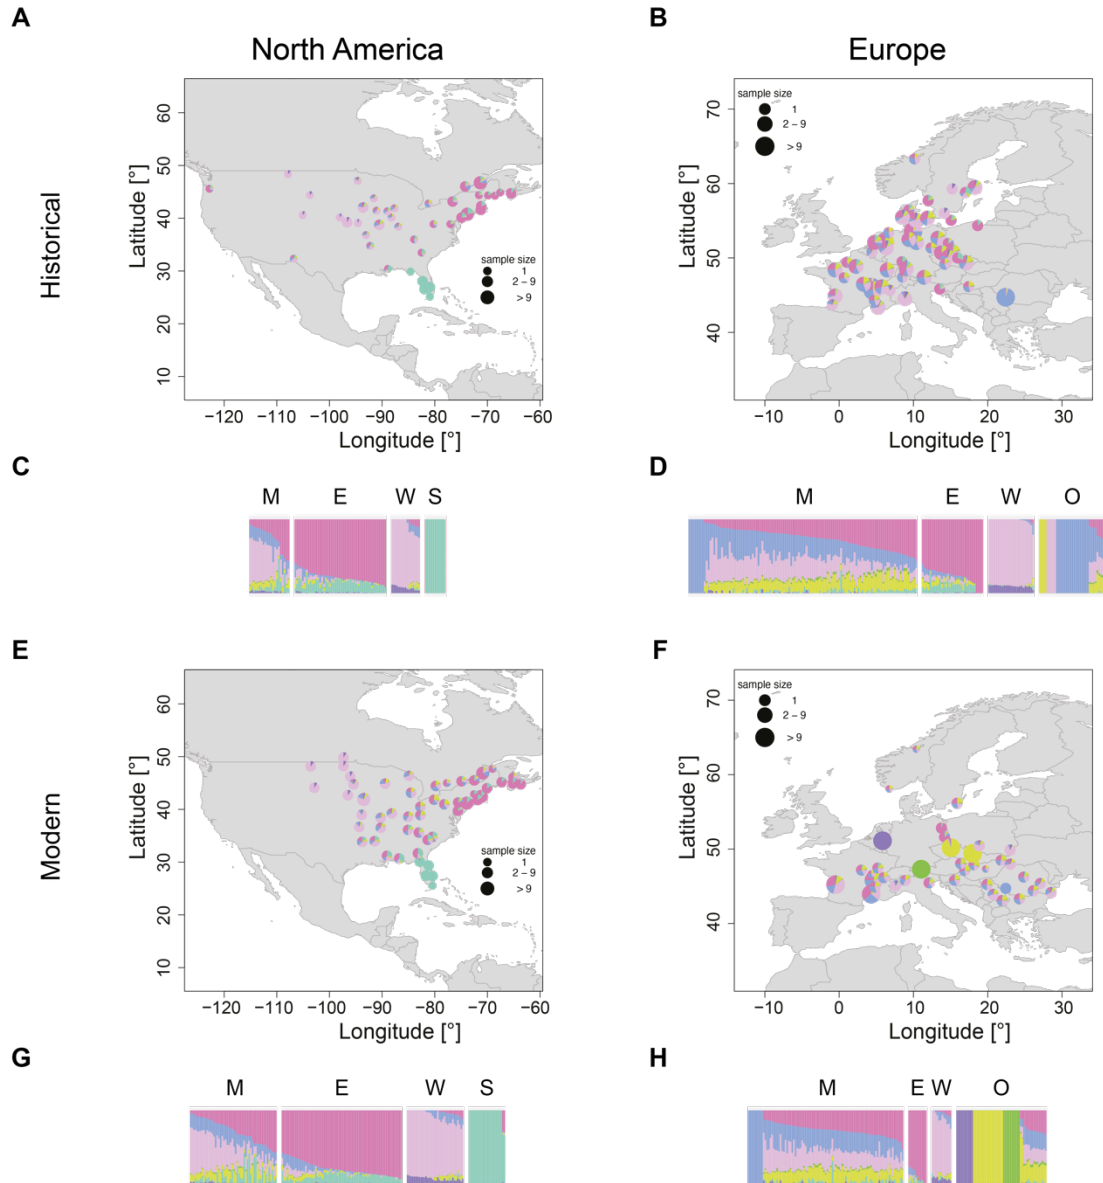 A
B
North America
Europe
Historical
Latitude [°]
60
50
40
30
20
10
sample size
1
2 – 9
> 9
−120
−110
−100
−90
−80
−70
−60
Longitude [°]
Latitude [°]
70
60
50
40
sample size
1
2 – 9
> 9
−10
0
10
20
30
Longitude [°]
C
D
M E W S
M E W O
E
F
Modern
Latitude [°]
60
50
40
30
20
10
sample size
1
2 – 9
> 9
−120
−110
−100
−90
−80
−70
−60
Longitude [°]
Latitude [°]
70
60
50
40
sample size
1
2 – 9
> 9
−10
0
10
20
30
Longitude [°]
G
H
M E W S
M E W O